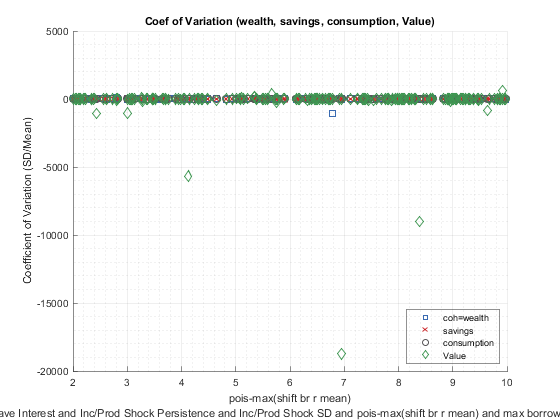 Coef of Variation (wealth, savings, consumption, Value)
Coefficient of Variation (SD/Mean)
5000
0
-5000
-10000
-15000
-20000
coh=wealth
savings
consumption
Value
2 3 4 5 6 7 8 9 10
pois-max(shift br r mean)
Interest and Inc/Prod Shock Persistence and Inc/Prod Shock SD and pois-max(shift br r mean) and max